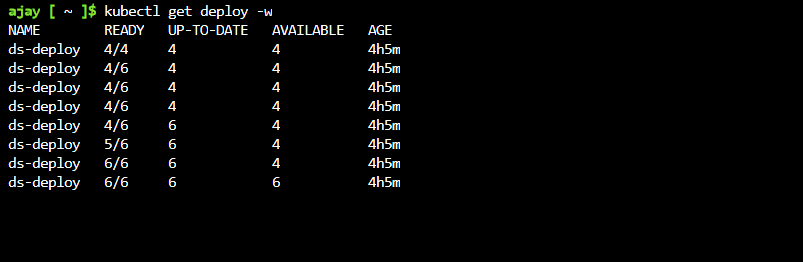 ajay [ ~ ]$ kubectl get deploy -w
NAME READY UP-TO-DATE AVAILABLE AGE
ds-deploy 4/4 4 4 4h5m
ds-deploy 4/6 4 4 4h5m
ds-deploy 4/6 4 4 4h5m
ds-deploy 4/6 4 4 4h5m
ds-deploy 4/6 6 4 4h5m
ds-deploy 5/6 6 4 4h5m
ds-deploy 6/6 6 4 4h5m
ds-deploy 6/6 6 6 4h5m